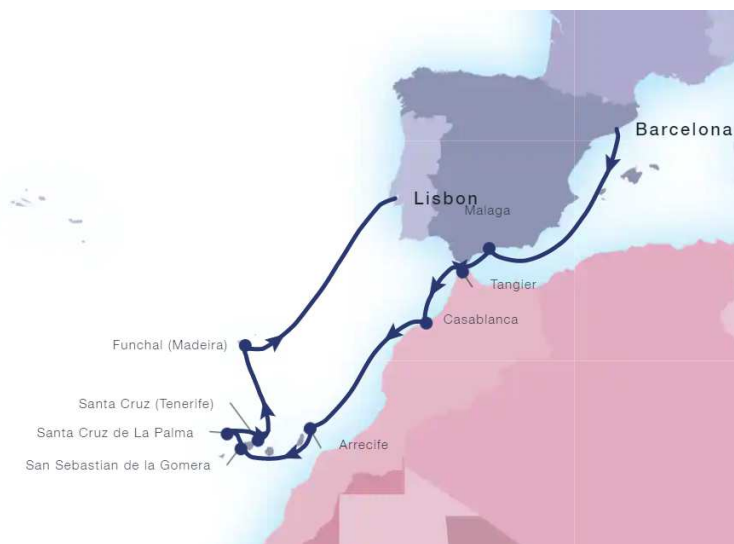 Barcelona
Lisbon
Malaga
Tangier
Casablanca
Funchal (Madeira)
Santa Cruz (Tenerife)
Santa Cruz de La Palma
Arrecife
San Sebastian de la Gomera